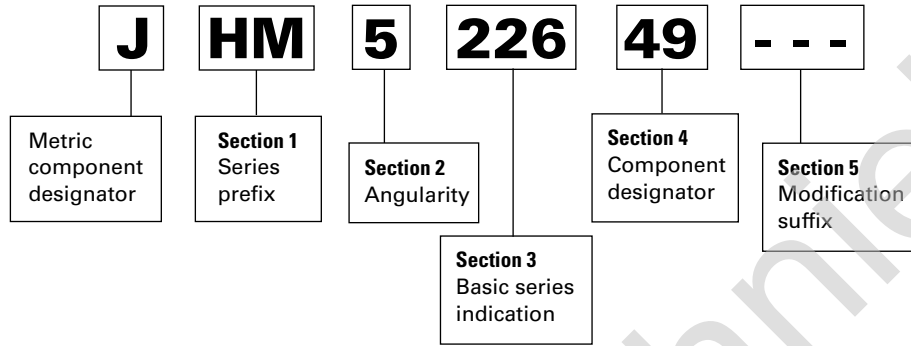 J HM 5 226 49 - - -
Metric
component
designator
Section 1
Series
prefix
Section 2
Angularity
Section 3
Basic series
indication
Section 4
Component
designator
Section 5
Modification
suffix